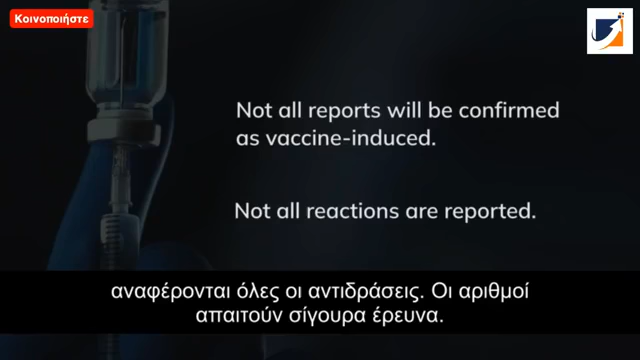 Κοινοποιήστε
Not all reports will be confirmed
as vaccine-induced.
Not all reactions are reported.
αναφέρονται όλες οι αντιδράσεις. Οι αριθμοί
απαιτούν σίγουρα έρευνα.